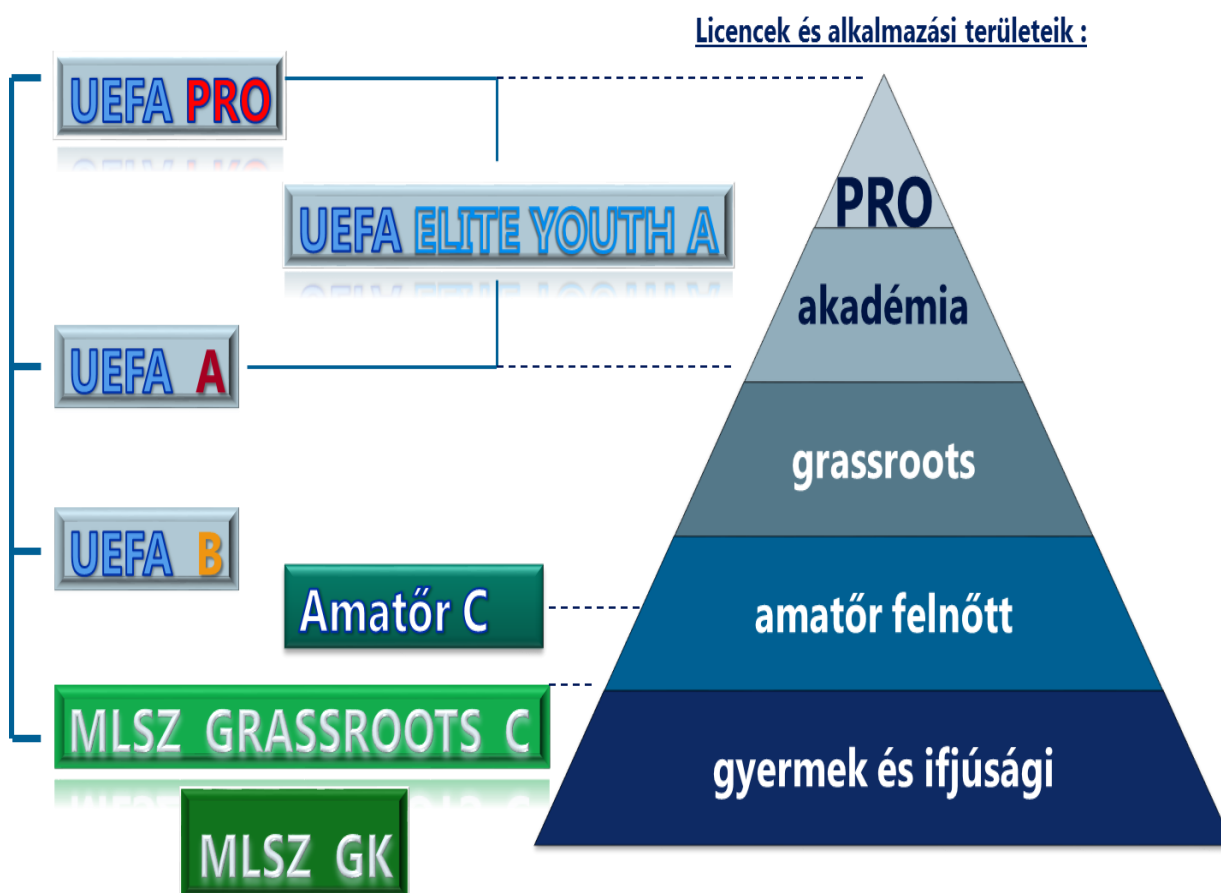 Licencek és alkalmazási területeik :
UEFA PRO
UEFA ELITE YOUTH A
UEFA A
UEFA B
Amatőr C
MLSZ GRASSROOTS C
MLSZ GK
PRO
akadémia
grassroots
amatőr felnőtt
gyermek és ifjúsági